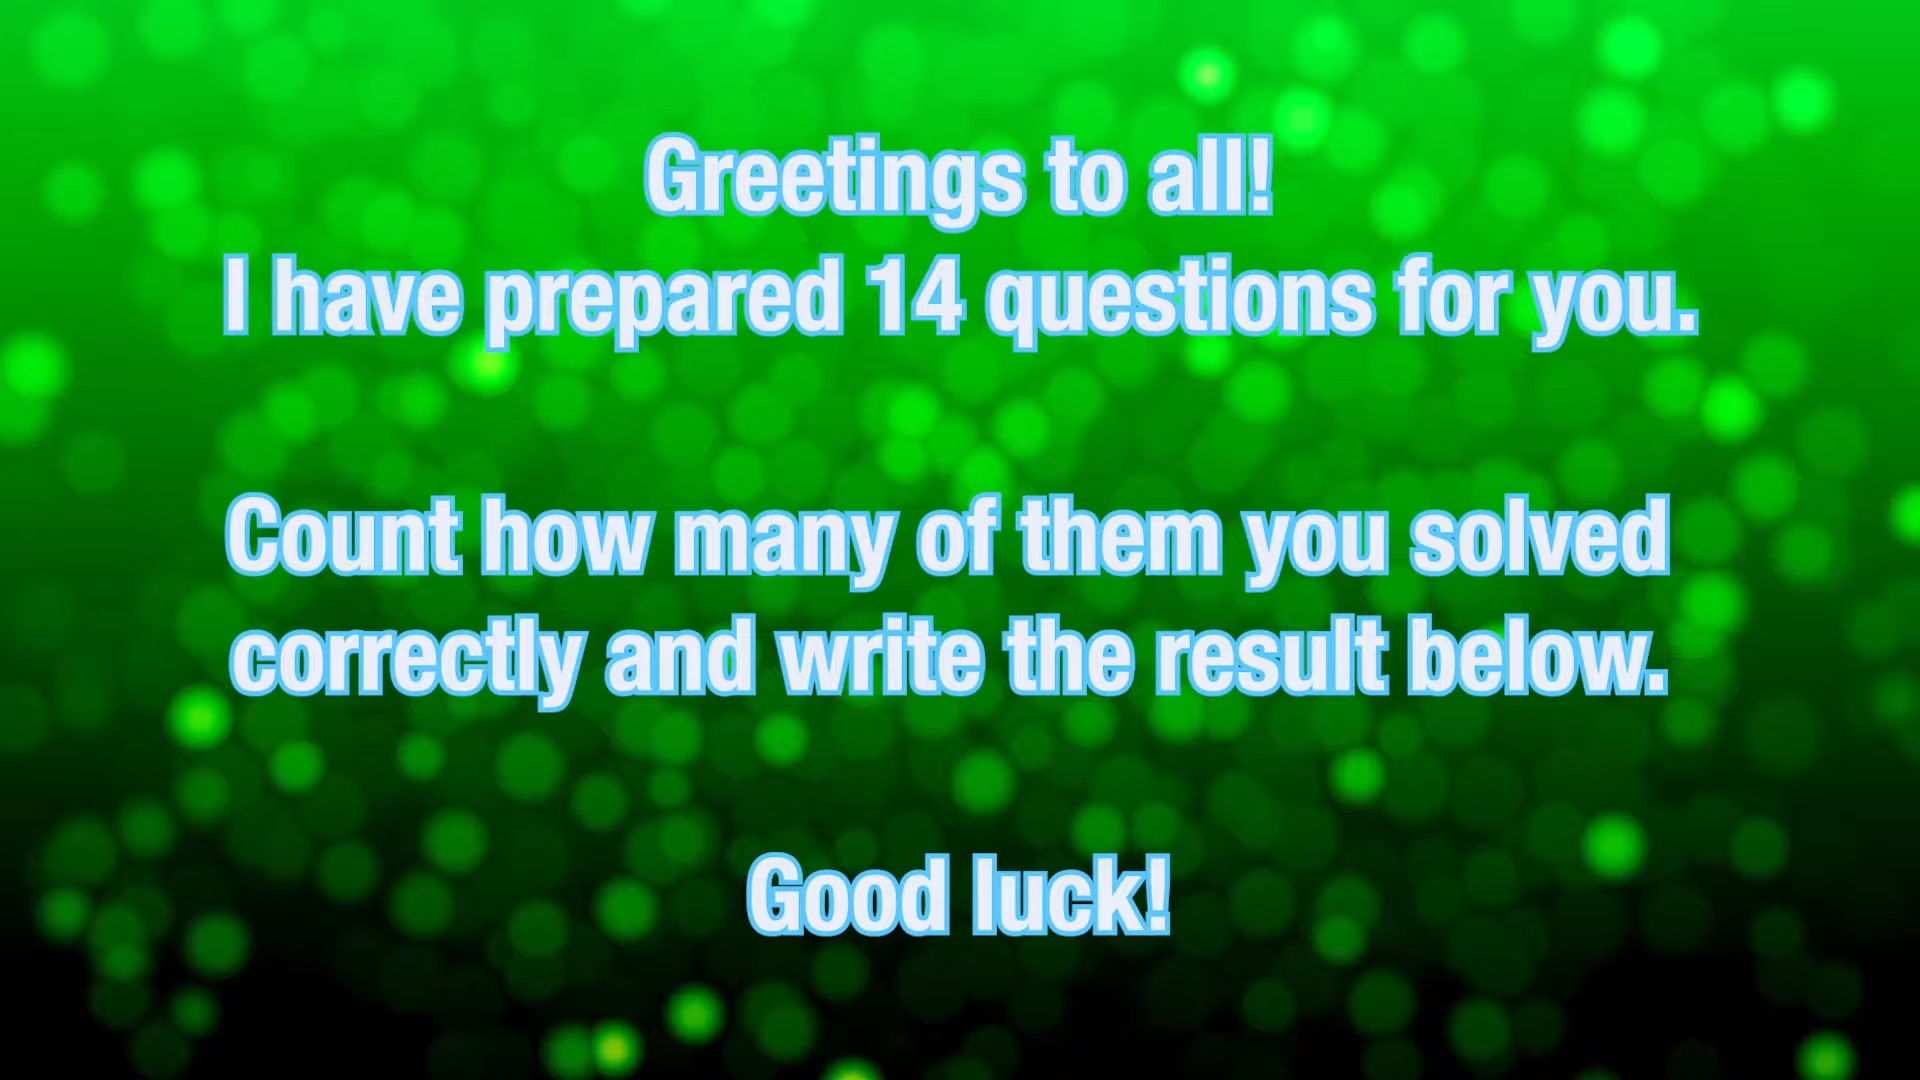 Greetings to all!
I have prepared 14 questions for you.
Count how many of them you solved
correctly and write the result below.
Good luck!